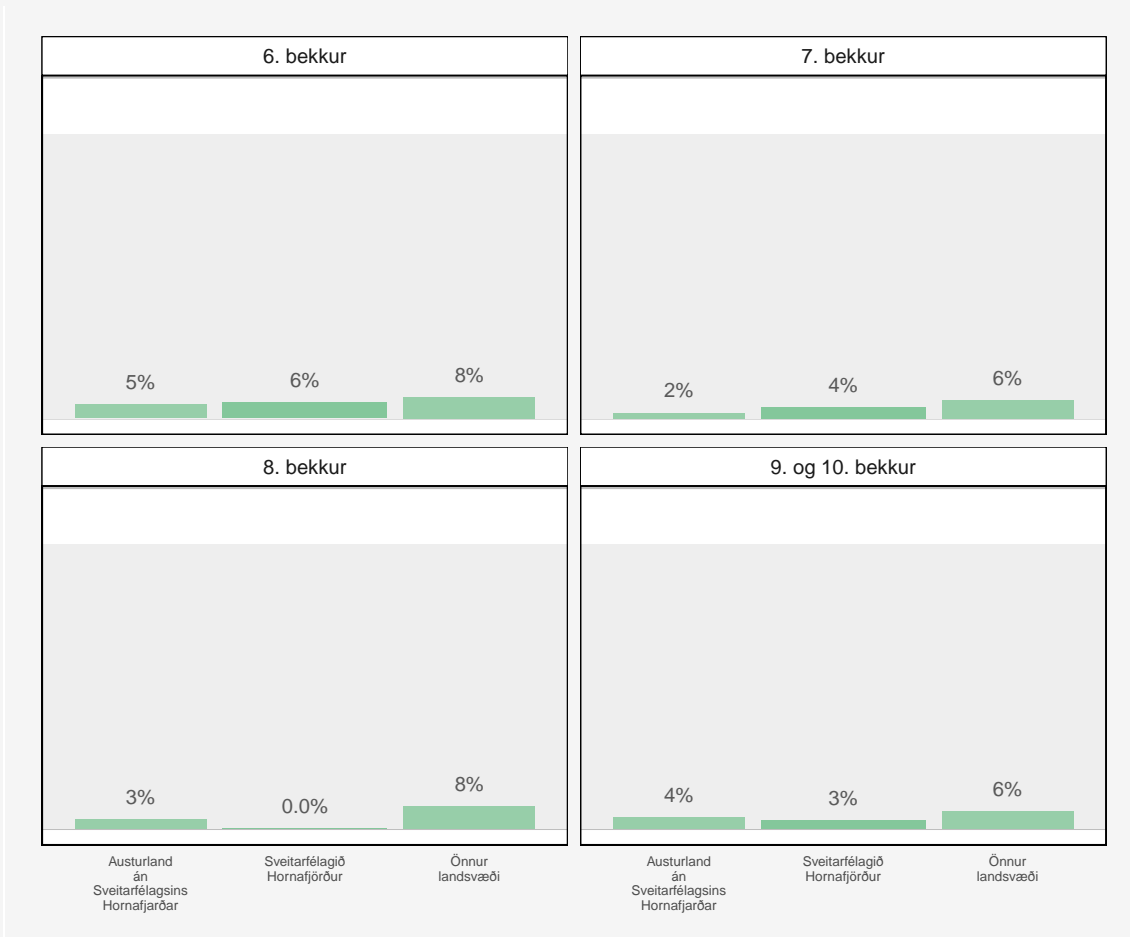 6. bekkur
7. bekkur
5%
6%
8%
2%
4%
6%
8. bekkur
9. og 10. bekkur
3%
0.0%
8%
4%
3%
6%
Austurland
án
Sveitarfélagsins
Hornafjarðar
Sveitarfélagið
Hornafjörður
Önnur
landsvæði
Austurland
án
Sveitarfélagsins
Hornafjarðar
Sveitarfélagið
Hornafjörður
Önnur
landsvæði